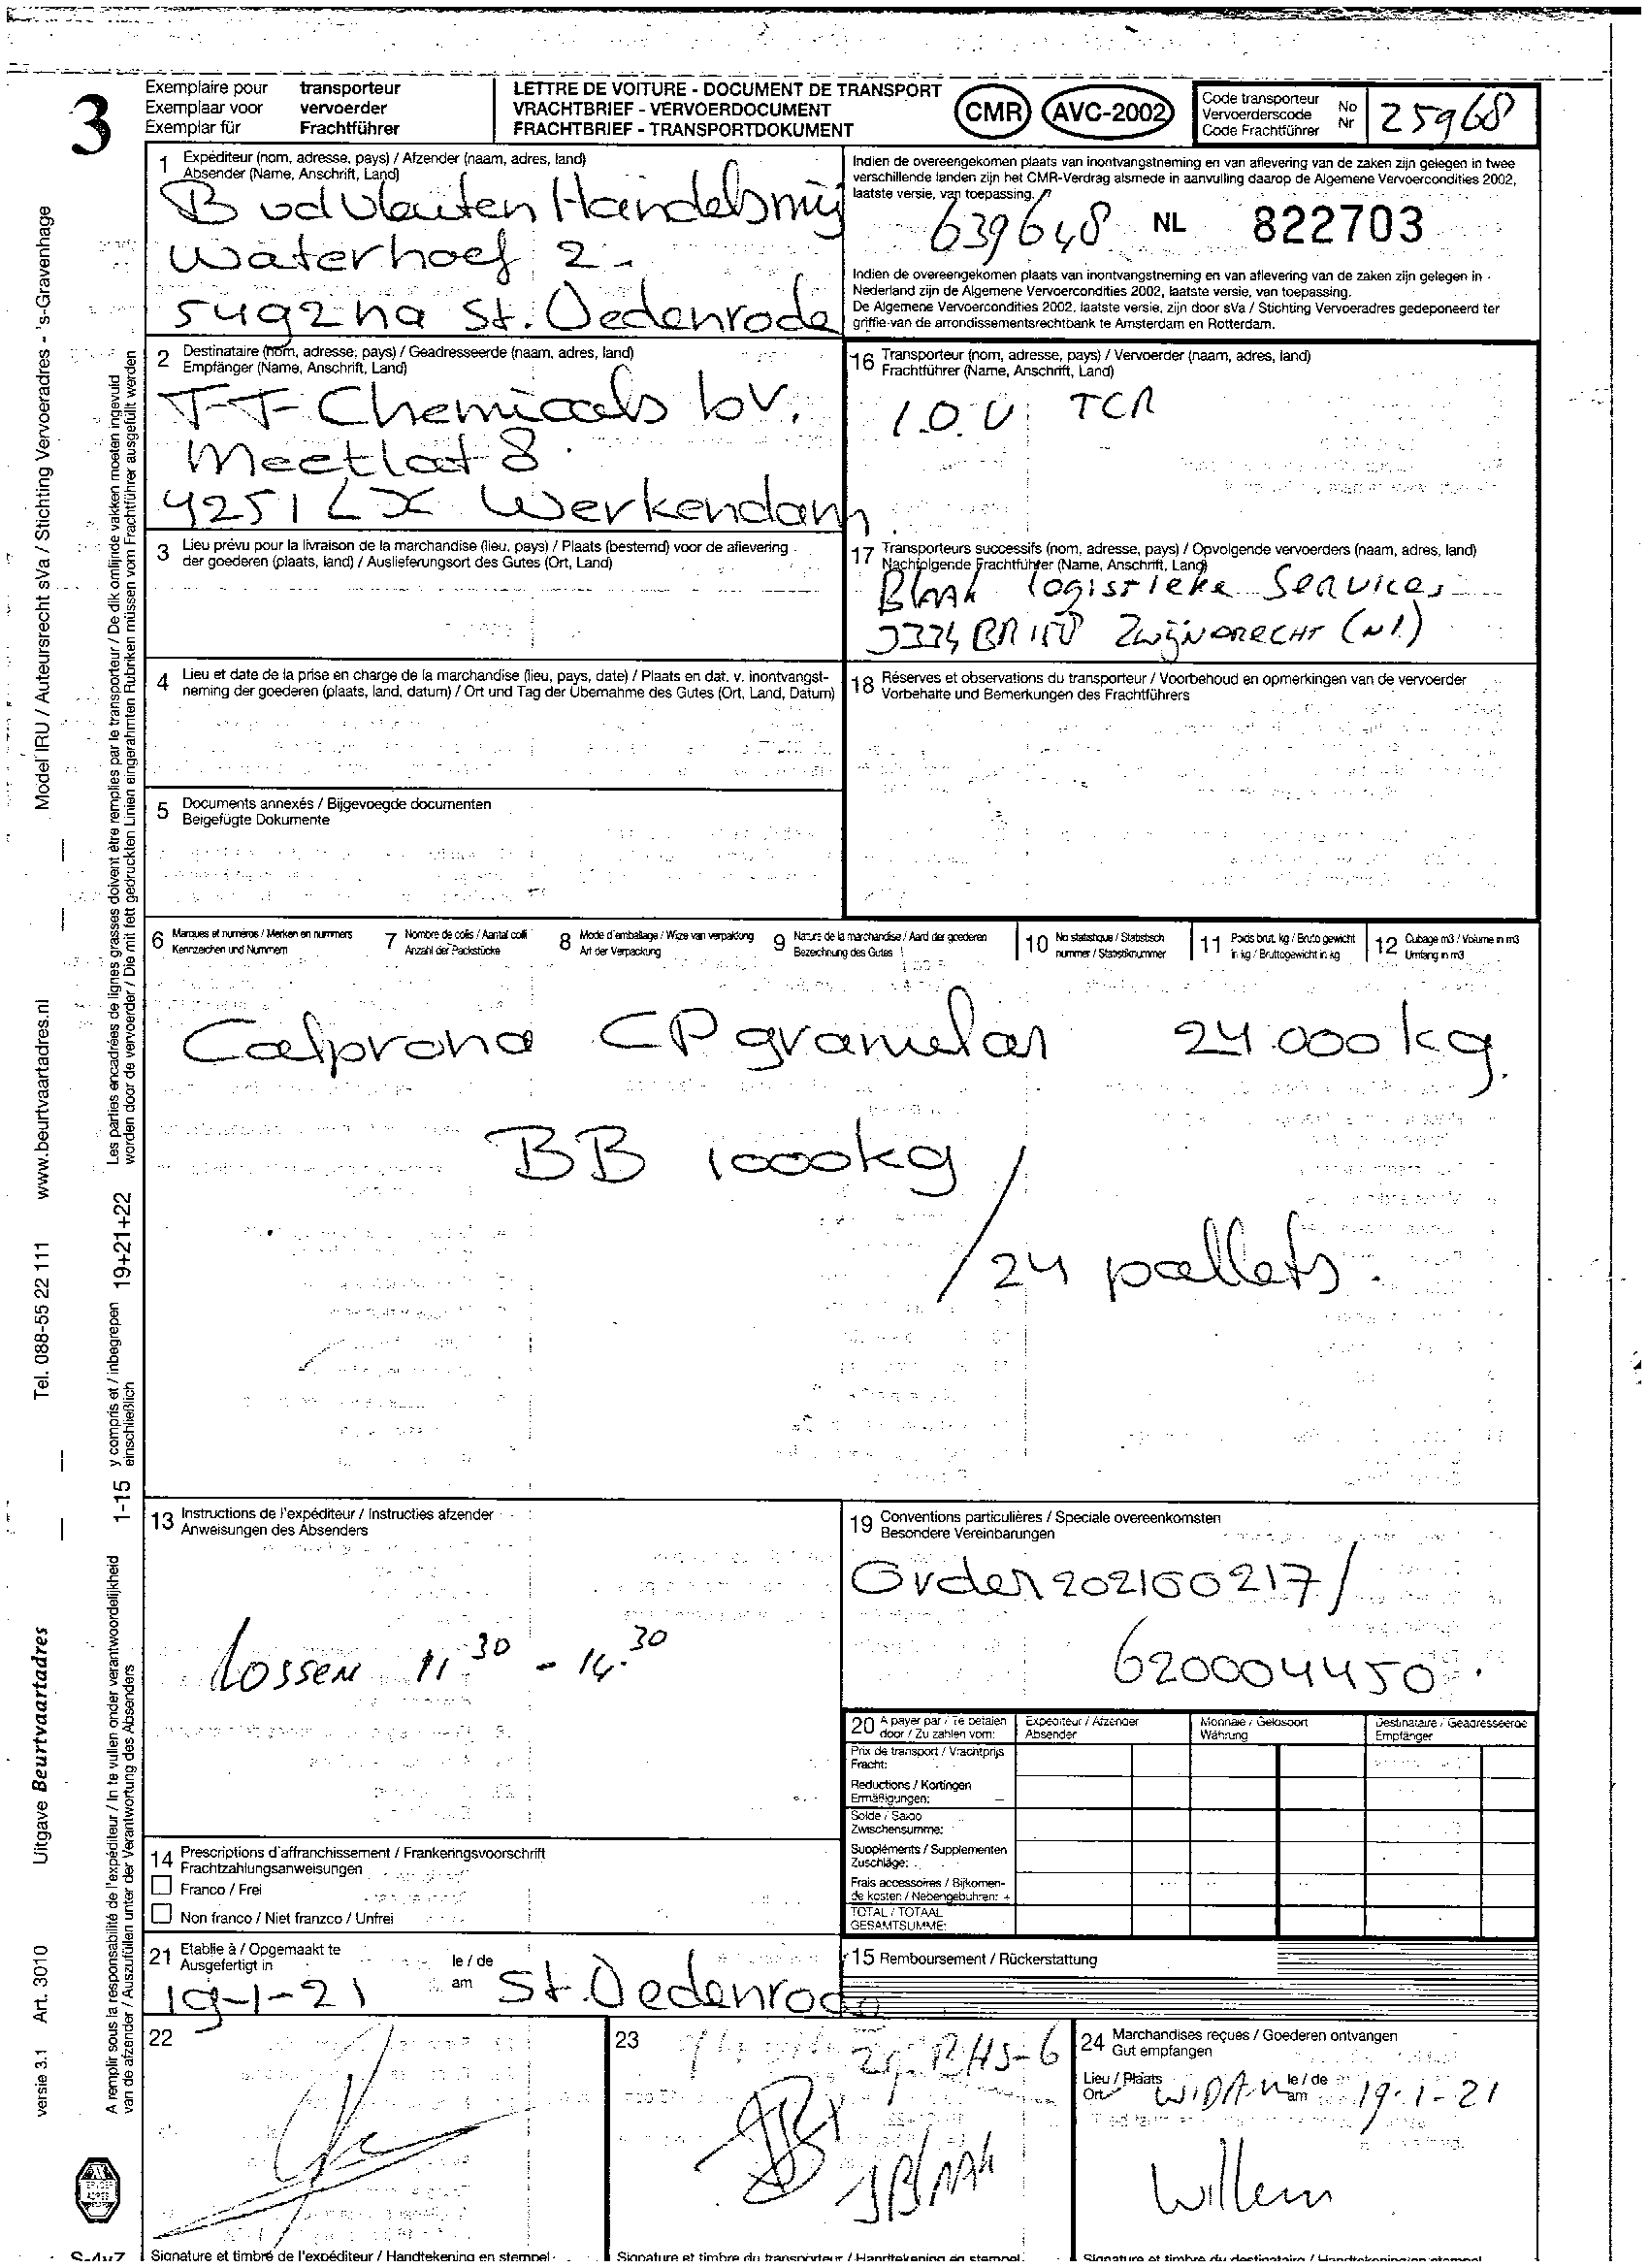 3
Exemplaire pour transporteur
Exemplaar voor vervoerder
Exemplar für Frachtführer
LETTRE DE VOITURE - DOCUMENT DE TRANSPORT
VRACHTBRIEF - VERVOERDOCUMENT
FRACHTBRIEF - TRANSPORTDOKUMENT
CMR AVC-2002
Code transporteur No
Vervoerderscode Nr
Code Frachtführer
25968
1 Expéditeur (nom, adresse, pays) / Afzender (naam, adres, land)
Absender (Name, Anschrift, Land)
B vd Vleuten Handelsmij
Waterhoef 2
5492na St. Oedenrode
Indien de overeengekomen plaats van inontvangstneming en van aflevering van de zaken zijn gelegen in twee
verschillende landen zijn het CMR-Verdrag alsmede in aanvulling daarop de Algemene Vervoercondities 2002,
laatste versie, van toepassing.
639648 NL 822703
Indien de overeengekomen plaats van inontvangstneming en van aflevering van de zaken zijn gelegen in
Nederland zijn de Algemene Vervoercondities 2002, laatste versie, van toepassing.
De Algemene Vervoercondities 2002, laatste versie, zijn door sVa / Stichting Vervoeradres gedeponeerd ter
griffie van de arrondissementsrechtbank te Amsterdam en Rotterdam.
2 Destinataire (nom, adresse, pays) / Geadresseerde (naam, adres, land)
Empfänger (Name, Anschrift, Land)
T-T-Chemicals bv.
Meetlat 8
4251 LX Werkendam
16 Transporteur (nom, adresse, pays) / Vervoerder (naam, adres, land)
Frachtführer (Name, Anschrift, Land)
I.O.V. TCR
3 Lieu prévu pour la livraison de la marchandise (lieu, pays) / Plaats (bestemd) voor de aflevering
der goederen (plaats, land) / Auslieferungsort des Gutes (Ort, Land)
17 Transporteurs successifs (nom, adresse, pays) / Opvolgende vervoerders (naam, adres, land)
Nachfolgende Frachtführer (Name, Anschrift, Land)
Blaak logistieke Services
Zwijndrecht (NL)
4 Lieu et date de la prise en charge de la marchandise (lieu, pays, date) / Plaats en dat. v. inontvangst-
neming der goederen (plaats, land, datum) / Ort und Tag der Übernahme des Gutes (Ort, Land, Datum)
18 Réserves et observations du transporteur / Voorbehoud en opmerkingen van de vervoerder
Vorbehalte und Bemerkungen des Frachtführers
5 Documents annexés / Bijgevoegde documenten
Beigefügte Dokumente
6 Marques et numéros / Merken en nummers
Kennzeichen und Nummern
7 Nombre de colis / Aantal colli
Anzahl der Packstücke
8 Mode d'emballage / Wijze van verpakking
Art der Verpackung
9 Nature de la marchandise / Aard der goederen
Bezeichnung des Gutes
10 No statistique / Statistisch
nummer / Statistiknummer
11 Poids brut, kg / Bruto gewicht
in kg / Bruttogewicht in kg
12 Cubage m3 / Volume in m3
Umfang in m3
Calprona CP granular 24.000 kg.
BB 1000kg
/ 24 pallets.
13 Instructions de l'expéditeur / Instructies afzender
Anweisungen des Absenders
Lossen 11.30 - 14.30
19 Conventions particulières / Speciale overeenkomsten
Besondere Vereinbarungen
Order 202100217/
620004450.
20 A payer par / Te betalen
door / Zu zahlen vom:
Expéditeur / Afzender
Absender
Monnaie / Geldsoort
Währung
Destinataire / Geadresseerde
Empfänger
Prix de transport / Vrachtprijs
Fracht:
Reductions / Kortingen
Ermäßigungen: –
Solde / Saldo
Zwischensumme:
Suppléments / Supplementen
Zuschläge:
Frais accessoires / Bijkomen-
de kosten / Nebengebuhren: +
TOTAL / TOTAAL
GESAMTSUMME:
14 Prescriptions d'affranchissement / Frankeringsvoorschrift
Frachtzahlungsanweisungen
Franco / Frei
Non franco / Niet franzco / Unfrei
21 Etablie à / Opgemaakt te
Ausgefertigt in
le / de
am
19-1-21 St. Oedenrode
15 Remboursement / Rückerstattung
22
23
24 Marchandises reçues / Goederen ontvangen
Gut empfangen
Lieu / Plaats
Ort
le / de
am
19-1-21
JBlaak
Willem
Signature et timbre de l'expéditeur / Handtekening en stempel
Signature et timbre du transporteur / Handtekening en stempel
Signature et timbre du destinataire / Handtekening en stempel
Model IRU / Auteursrecht sVa / Stichting Vervoeradres - 's-Gravenhage
www.beurtvaartadres.nl
Tel. 088-55 22 111
Uitgave Beurtvaartadres
Art. 3010
versie 3.1
Les parties encadrées de lignes grasses doivent être remplies par le transporteur / De dik omlijnde vakken moeten ingevuld
worden door de vervoerder / Die mit fett gedruckten Linien eingerahmten Rubriken müssen vom Frachtführer ausgefüllt werden
1-15 y compris et / inbegrepen 19+21+22
einschließlich
A remplir sous la responsabilité de l'expéditeur / In te vullen onder verantwoordelijkheid
van de afzender / Auszufüllen unter der Verantwortung des Absenders